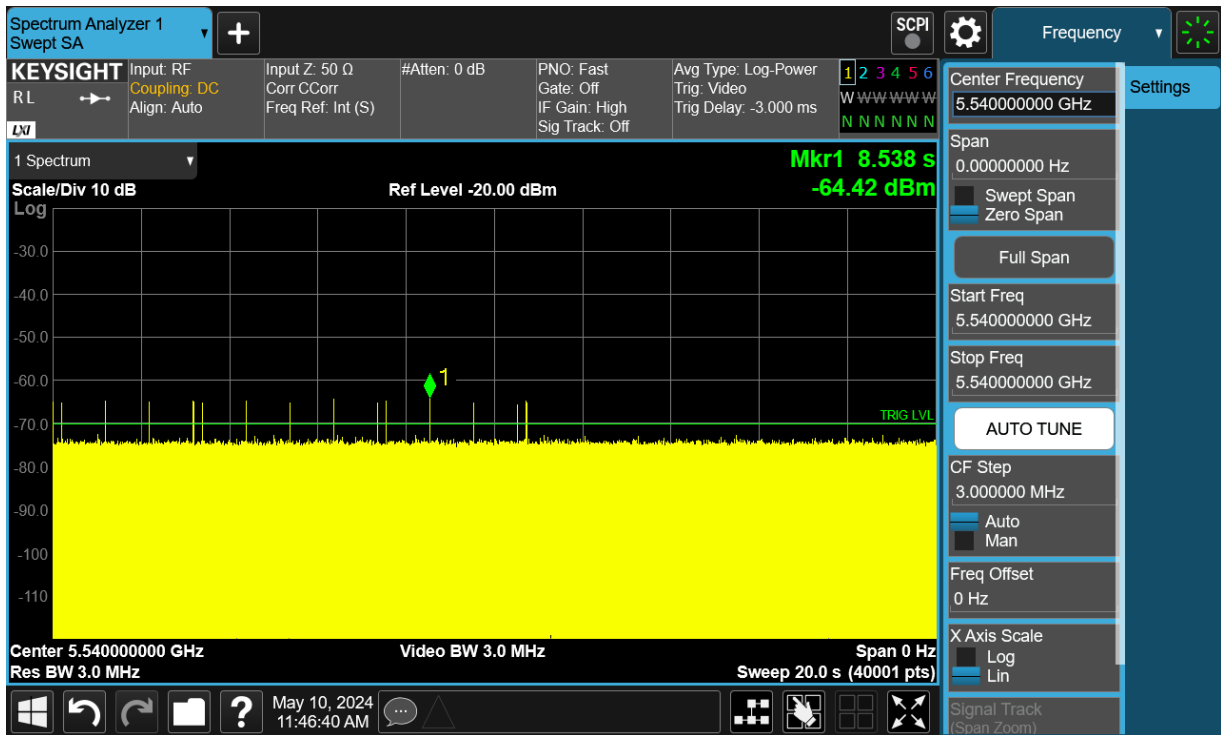 Spectrum Analyzer 1
Swept SA
SCPI
Frequency
KEYSIGHT
RL
LXI
Input: RF
Coupling: DC
Align: Auto
Input Z: 50 Ω
Corr CCorr
Freq Ref: Int (S)
#Atten: 0 dB
PNO: Fast
Gate: Off
IF Gain: High
Sig Track: Off
Avg Type: Log-Power
Trig: Video
Trig Delay: -3.000 ms
1 2 3 4 5 6
W W W W W W
N N N N N N
1 Spectrum
Mkr1 8.538 s
-64.42 dBm
Scale/Div 10 dB
Ref Level -20.00 dBm
Log
-30.0
-40.0
-50.0
-60.0
-70.0
-80.0
-90.0
-100
-110
1
TRIG LVL
Center 5.540000000 GHz
Video BW 3.0 MHz
Span 0 Hz
Res BW 3.0 MHz
Sweep 20.0 s (40001 pts)
May 10, 2024
11:46:40 AM
Center Frequency
5.540000000 GHz
Span
0.00000000 Hz
Swept Span
Zero Span
Full Span
Start Freq
5.540000000 GHz
Stop Freq
5.540000000 GHz
AUTO TUNE
CF Step
3.000000 MHz
Auto
Man
Freq Offset
0 Hz
X Axis Scale
Log
Lin
Signal Track
(Span Zoom)
Settings